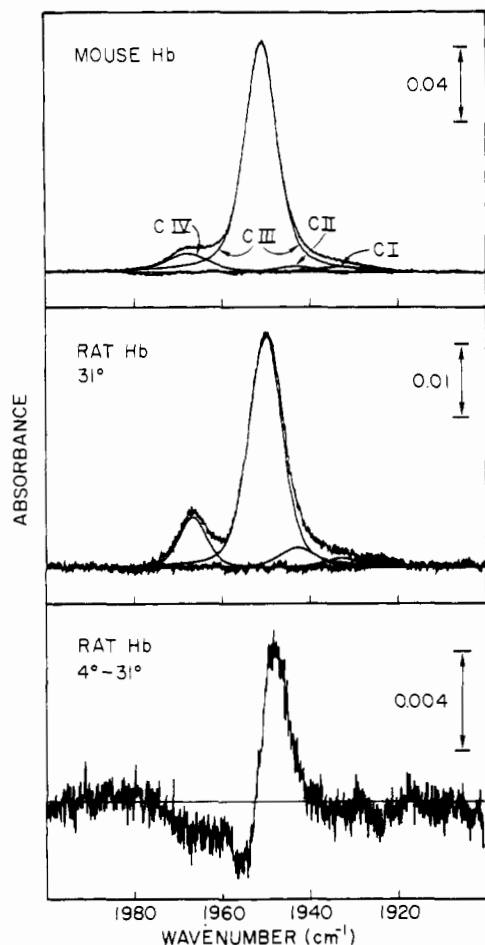 MOUSE Hb
0.04
C IV
C III
C II
C I
RAT Hb
31°
0.01
ABSORBANCE
RAT Hb
4°-31°
0.004
1980 1960 1940 1920
WAVENUMBER (cm⁻¹)